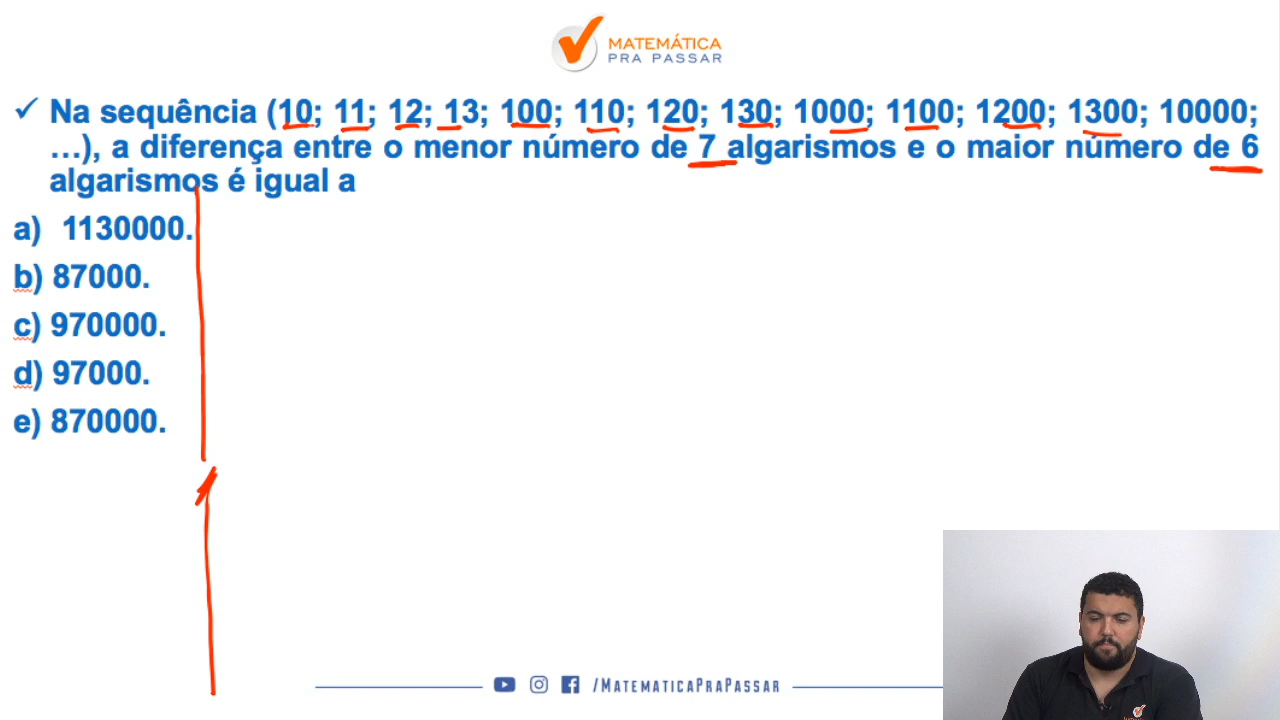 MATEMÁTICA
PRA PASSAR
✓ Na sequência (10; 11; 12; 13; 100; 110; 120; 130; 1000; 1100; 1200; 1300; 10000;
...), a diferença entre o menor número de 7 algarismos e o maior número de 6
algarismos é igual a
a) 1130000.
b) 87000.
c) 970000.
d) 97000.
e) 870000.
/MatematicaPraPassar